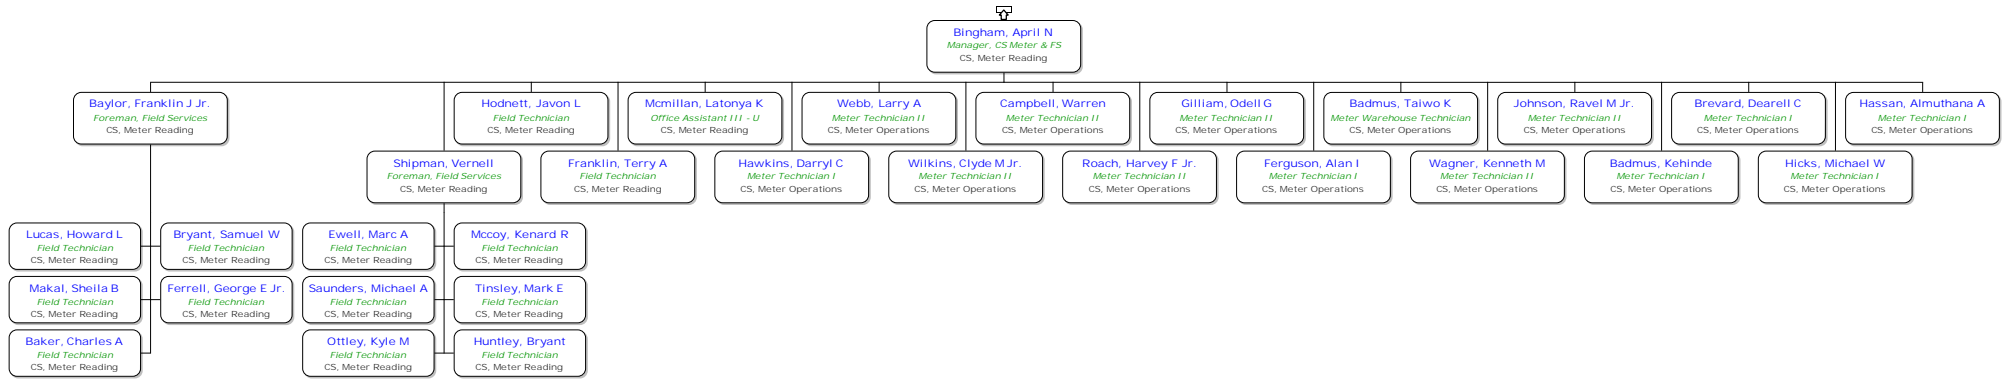 Bingham, April N
Manager, CS Meter & FS
CS, Meter Reading
Baylor, Franklin J Jr.
Foreman, Field Services
CS, Meter Reading
Hodnett, Javon L
Field Technician
CS, Meter Reading
Mcmillan, Latonya K
Office Assistant III - U
CS, Meter Reading
Webb, Larry A
Meter Technician II
CS, Meter Operations
Campbell, Warren
Meter Technician II
CS, Meter Operations
Gilliam, Odell G
Meter Technician II
CS, Meter Operations
Badmus, Taiwo K
Meter Warehouse Technician
CS, Meter Operations
Johnson, Ravel M Jr.
Meter Technician II
CS, Meter Operations
Brevard, Dearell C
Meter Technician I
CS, Meter Operations
Hassan, Almuthana A
Meter Technician I
CS, Meter Operations
Shipman, Vernell
Foreman, Field Services
CS, Meter Reading
Franklin, Terry A
Field Technician
CS, Meter Reading
Hawkins, Darryl C
Meter Technician I
CS, Meter Operations
Wilkins, Clyde M Jr.
Meter Technician II
CS, Meter Operations
Roach, Harvey F Jr.
Meter Technician II
CS, Meter Operations
Ferguson, Alan I
Meter Technician I
CS, Meter Operations
Wagner, Kenneth M
Meter Technician II
CS, Meter Operations
Badmus, Kehinde
Meter Technician I
CS, Meter Operations
Hicks, Michael W
Meter Technician I
CS, Meter Operations
Lucas, Howard L
Field Technician
CS, Meter Reading
Bryant, Samuel W
Field Technician
CS, Meter Reading
Ewell, Marc A
Field Technician
CS, Meter Reading
Mccoy, Kenard R
Field Technician
CS, Meter Reading
Makal, Sheila B
Field Technician
CS, Meter Reading
Ferrell, George E Jr.
Field Technician
CS, Meter Reading
Saunders, Michael A
Field Technician
CS, Meter Reading
Tinsley, Mark E
Field Technician
CS, Meter Reading
Baker, Charles A
Field Technician
CS, Meter Reading
Ottley, Kyle M
Field Technician
CS, Meter Reading
Huntley, Bryant
Field Technician
CS, Meter Reading